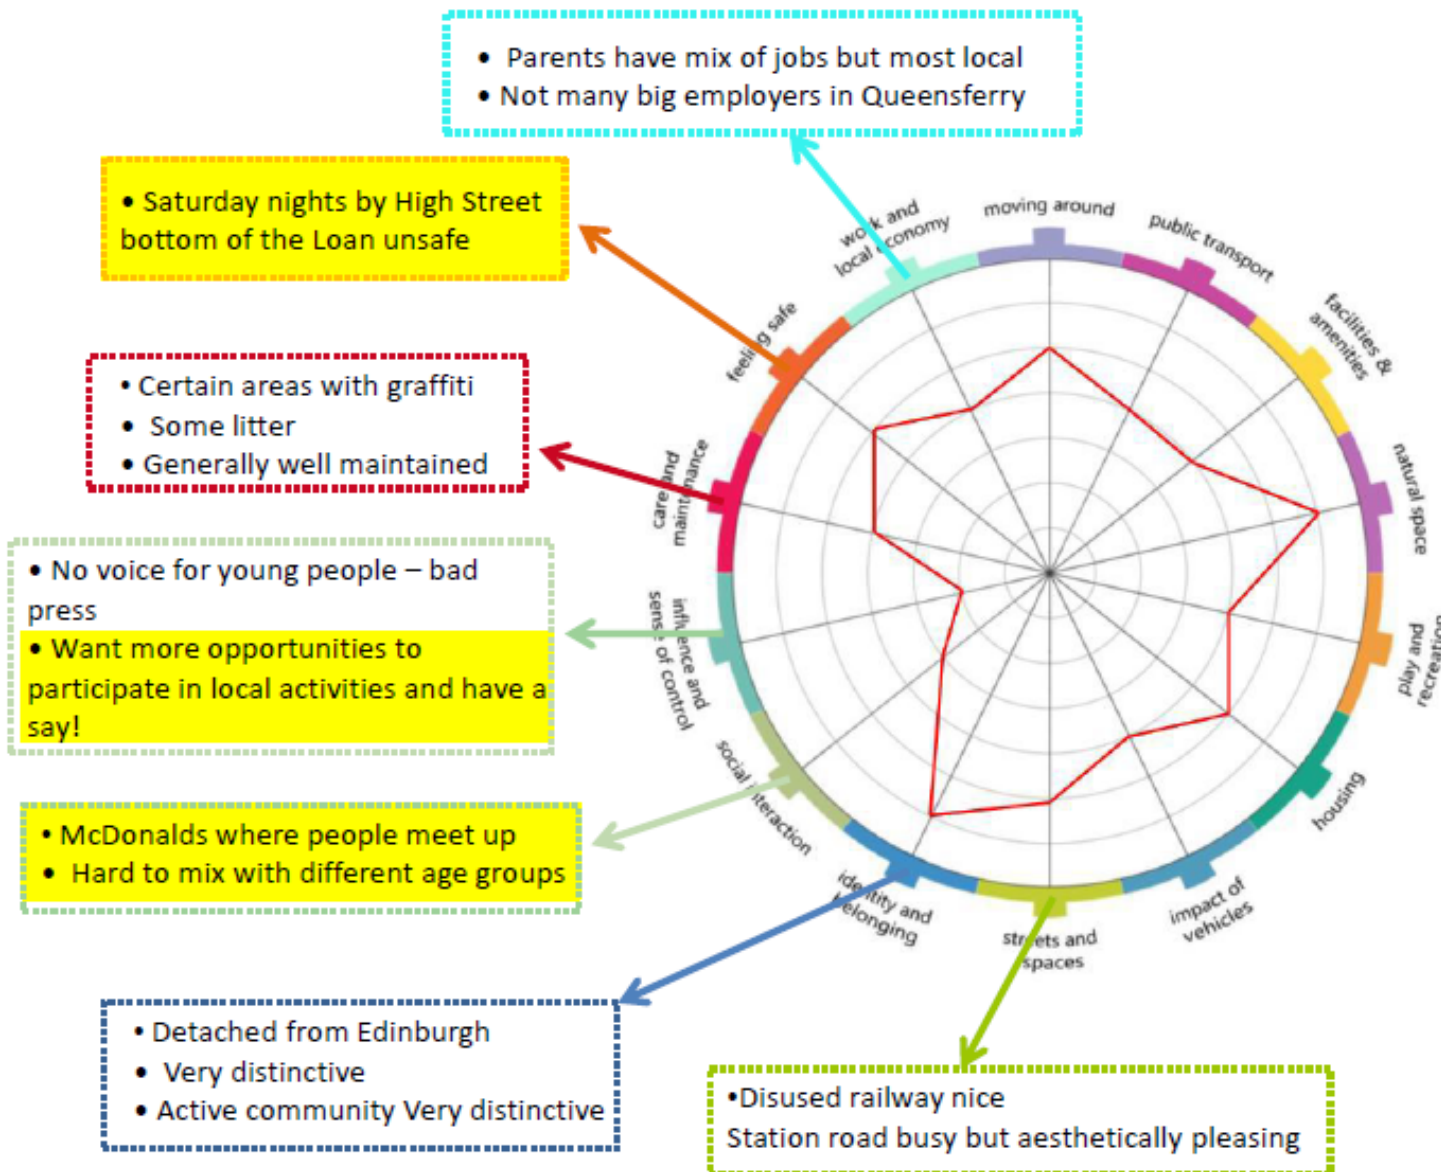 • Parents have mix of jobs but most local
• Not many big employers in Queensferry
• Saturday nights by High Street
bottom of the Loan unsafe
• Certain areas with graffiti
• Some litter
• Generally well maintained
• No voice for young people – bad
press
• Want more opportunities to
participate in local activities and have a
say!
• McDonalds where people meet up
• Hard to mix with different age groups
• Detached from Edinburgh
• Very distinctive
• Active community Very distinctive
•Disused railway nice
Station road busy but aesthetically pleasing
moving around
public transport
facilities &
amenities
natural space
play and
recreation
housing
impact of
vehicles
streets and
spaces
identity and
belonging
social interaction
influence and
sense of control
care and
maintenance
feeling safe
work and
local economy